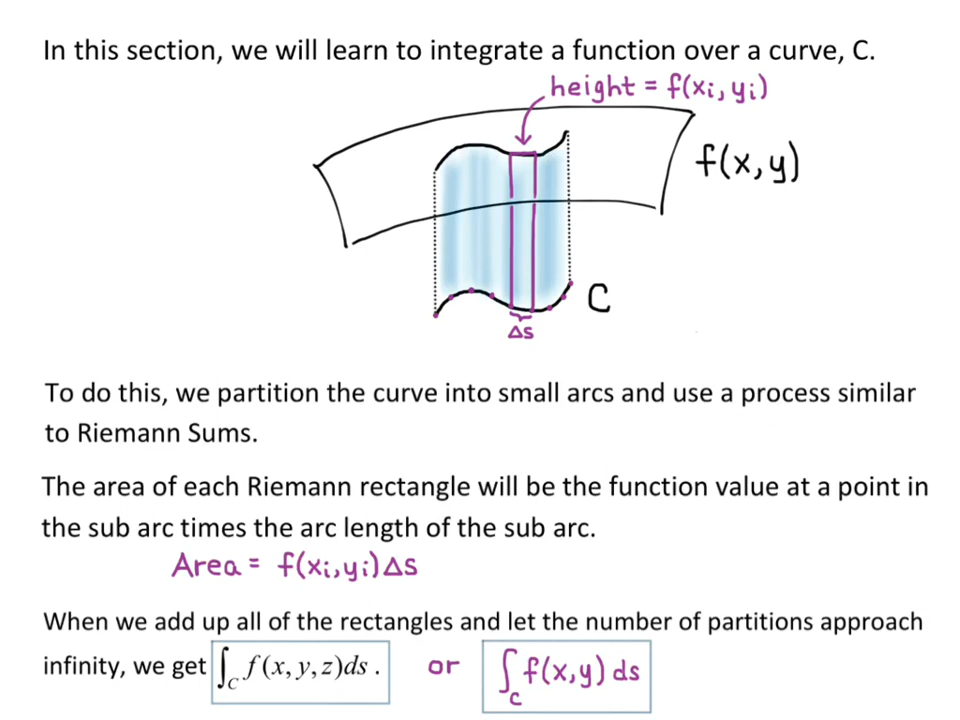 In this section, we will learn to integrate a function over a curve, C.
height = f(xᵢ, yᵢ)
f(x,y)
C
Δs
To do this, we partition the curve into small arcs and use a process similar
to Riemann Sums.
The area of each Riemann rectangle will be the function value at a point in
the sub arc times the arc length of the sub arc.
Area = f(xᵢ,yᵢ)Δs
When we add up all of the rectangles and let the number of partitions approach
infinity, we get ∫_C f(x, y, z)ds . or ∫_C f(x,y) ds